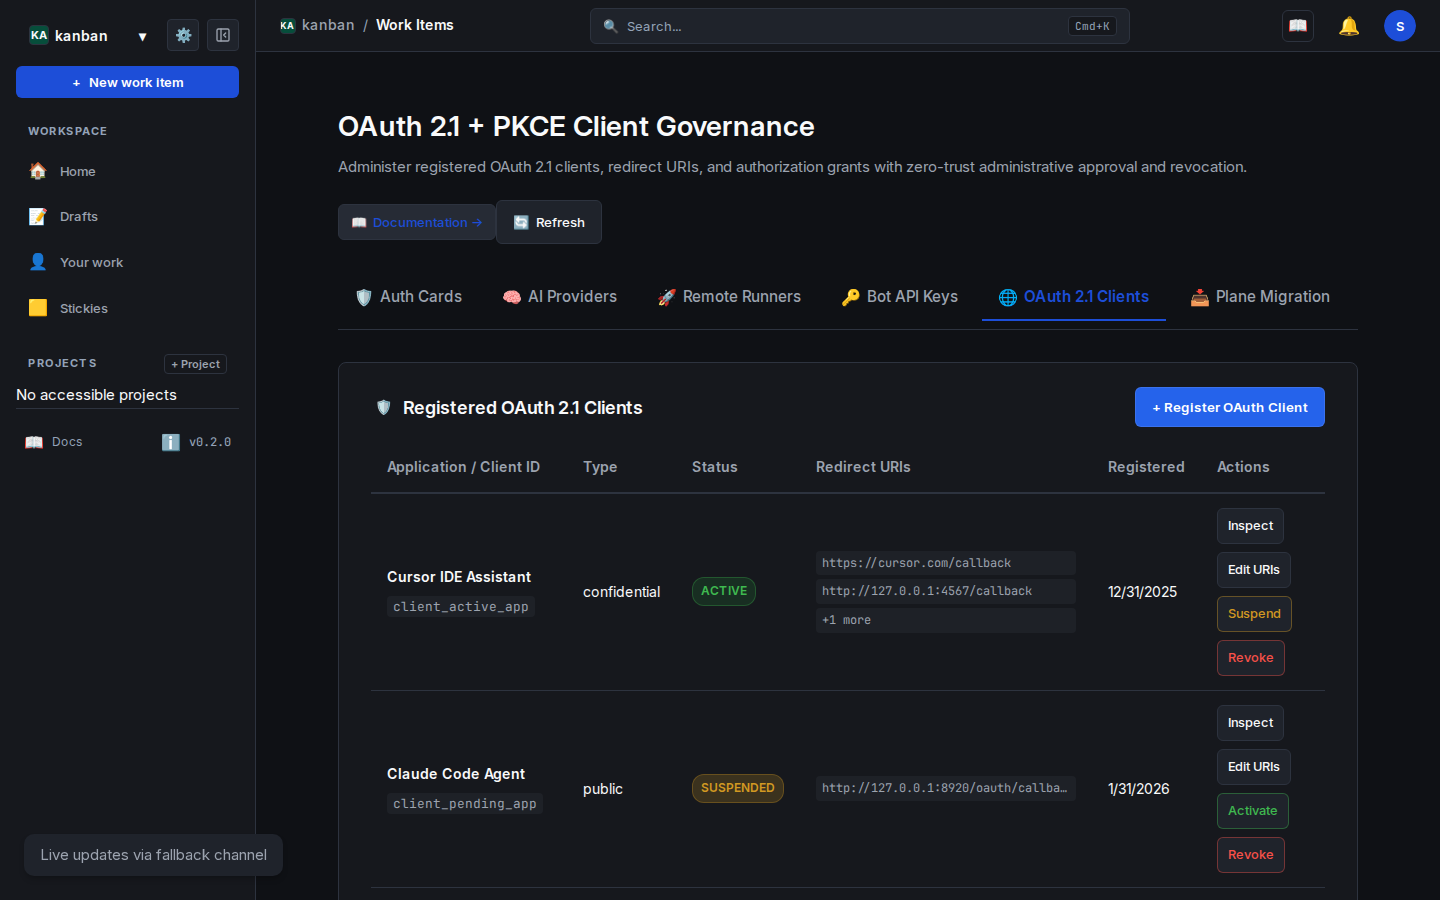 KA kanban ▼
+ New work item
WORKSPACE
Home
Drafts
Your work
Stickies
PROJECTS
+ Project
No accessible projects
Docs
v0.2.0
Live updates via fallback channel
KA kanban / Work Items
Search...
Cmd+K
S
OAuth 2.1 + PKCE Client Governance
Administer registered OAuth 2.1 clients, redirect URIs, and authorization grants with zero-trust administrative approval and revocation.
Documentation →
Refresh
Auth Cards
AI Providers
Remote Runners
Bot API Keys
OAuth 2.1 Clients
Plane Migration
Registered OAuth 2.1 Clients
+ Register OAuth Client
Application / Client ID
Type
Status
Redirect URIs
Registered
Actions
Cursor IDE Assistant
client_active_app
confidential
ACTIVE
https://cursor.com/callback
http://127.0.0.1:4567/callback
+1 more
12/31/2025
Inspect
Edit URIs
Suspend
Revoke
Claude Code Agent
client_pending_app
public
SUSPENDED
http://127.0.0.1:8920/oauth/callba…
1/31/2026
Inspect
Edit URIs
Activate
Revoke